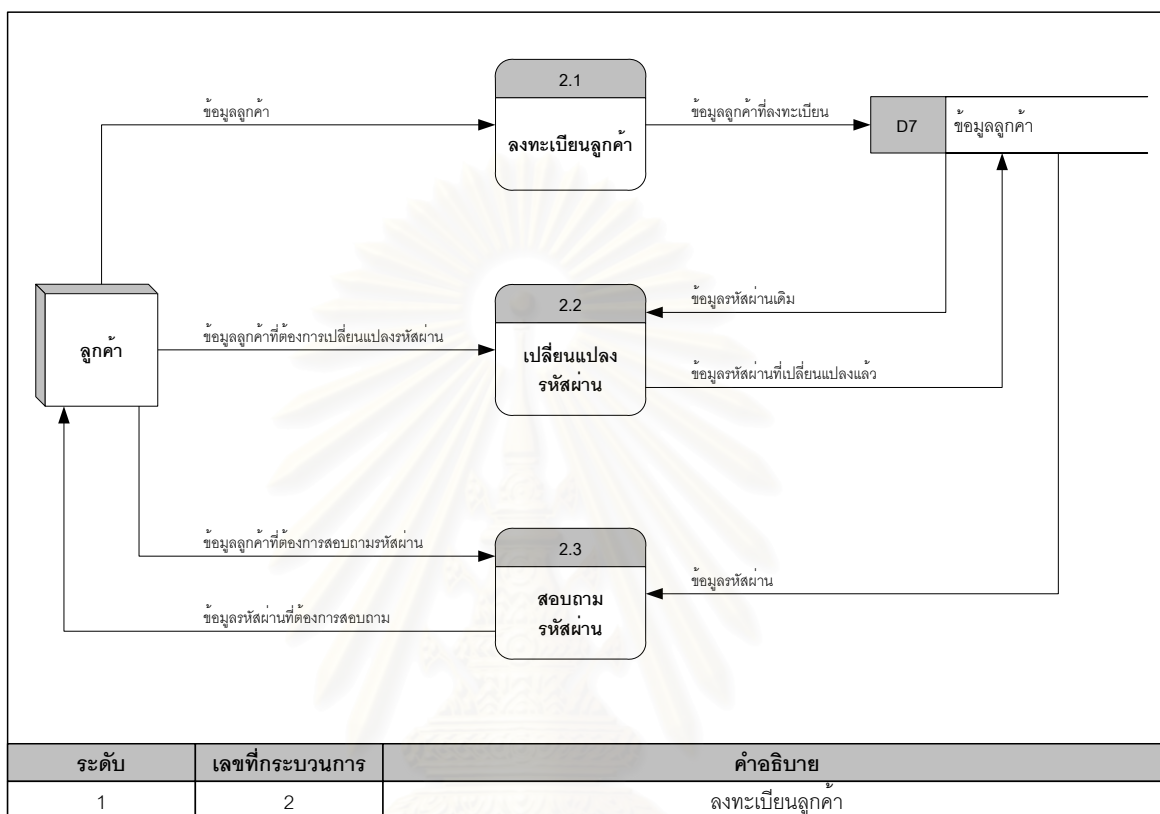 2.1
ข้อมูลลูกค้า
ข้อมูลลูกค้าที่ลงทะเบียน
D7
ข้อมูลลูกค้า
ลงทะเบียนลูกค้า
2.2
ข้อมูลรหัสผ่านเดิม
ข้อมูลลูกค้าที่ต้องการเปลี่ยนแปลงรหัสผ่าน
ลูกค้า
เปลี่ยนแปลง
รหัสผ่าน
ข้อมูลรหัสผ่านที่เปลี่ยนแปลงแล้ว
ข้อมูลลูกค้าที่ต้องการสอบถามรหัสผ่าน
2.3
ข้อมูลรหัสผ่าน
สอบถาม
รหัสผ่าน
ข้อมูลรหัสผ่านที่ต้องการสอบถาม
ระดับ เลขที่กระบวนการ คำอธิบาย
1 2 ลงทะเบียนลูกค้า